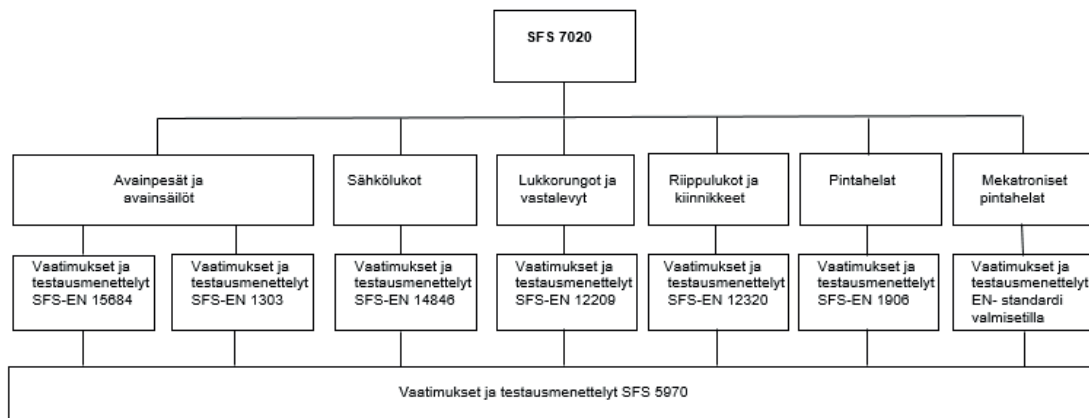 SFS 7020
Avainpesät ja
avainsäilöt
Sähkölukot
Lukkorungot ja
vastalevyt
Riippulukot ja
kiinnikkeet
Pintahelat
Mekatroniset
pintahelat
Vaatimukset ja
testausmenettelyt
SFS-EN 15684
Vaatimukset ja
testausmenettelyt
SFS-EN 1303
Vaatimukset ja
testausmenettelyt
SFS-EN 14846
Vaatimukset ja
testausmenettelyt
SFS-EN 12209
Vaatimukset ja
testausmenettelyt
SFS-EN 12320
Vaatimukset ja
testausmenettelyt
SFS-EN 1906
Vaatimukset ja
testausmenettelyt
EN- standardi
valmisetilla
Vaatimukset ja testausmenettelyt SFS 5970